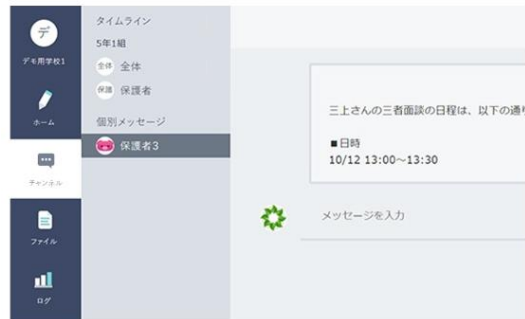 デ
デモ用学校1
ホーム
チャンネル
ファイル
ログ
タイムライン
5年1組
全体 全体
保護 保護者
個別メッセージ
保護者3
三上さんの三者面談の日程は、以下の通り
■日時
10/12 13:00～13:30
メッセージを入力